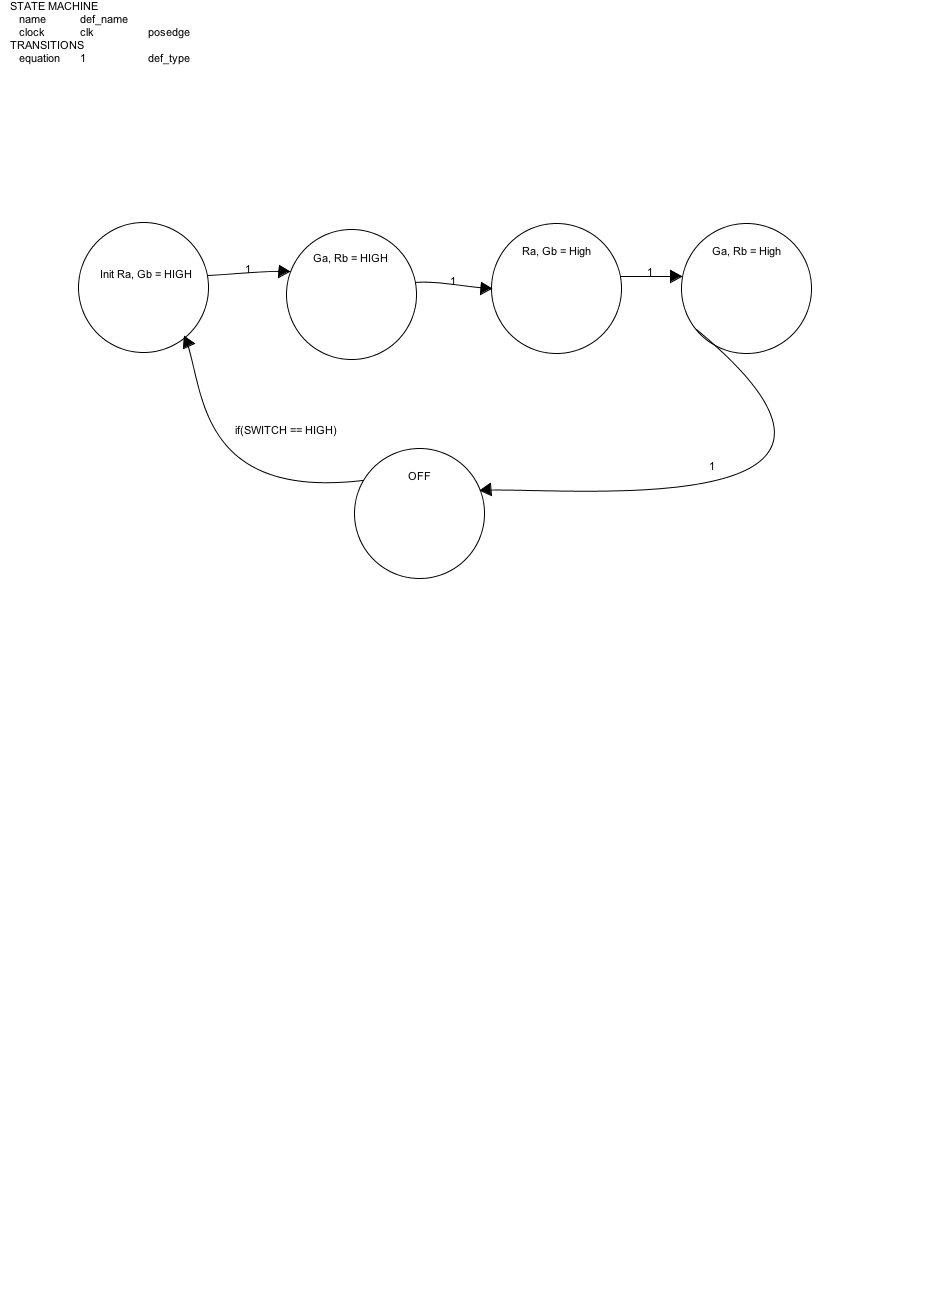 STATE MACHINE
name def_name
clock clk posedge
TRANSITIONS
equation 1 def_type
Init Ra, Gb = HIGH
1
Ga, Rb = HIGH
1
Ra, Gb = High
1
Ga, Rb = High
if(SWITCH == HIGH)
1
OFF